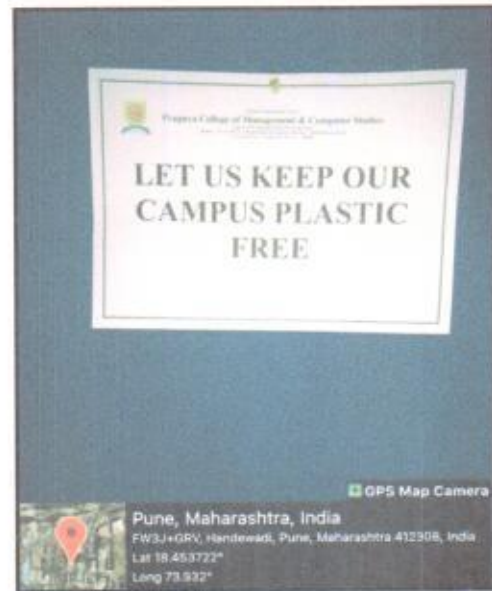 Pragnya College of Management & Computer Studies
LET US KEEP OUR
CAMPUS PLASTIC
FREE
GPS Map Camera
Pune, Maharashtra, India
FW3J+GRV, Handewadi, Pune, Maharashtra 412308, India
Lat 18.453722°
Long 73.932°